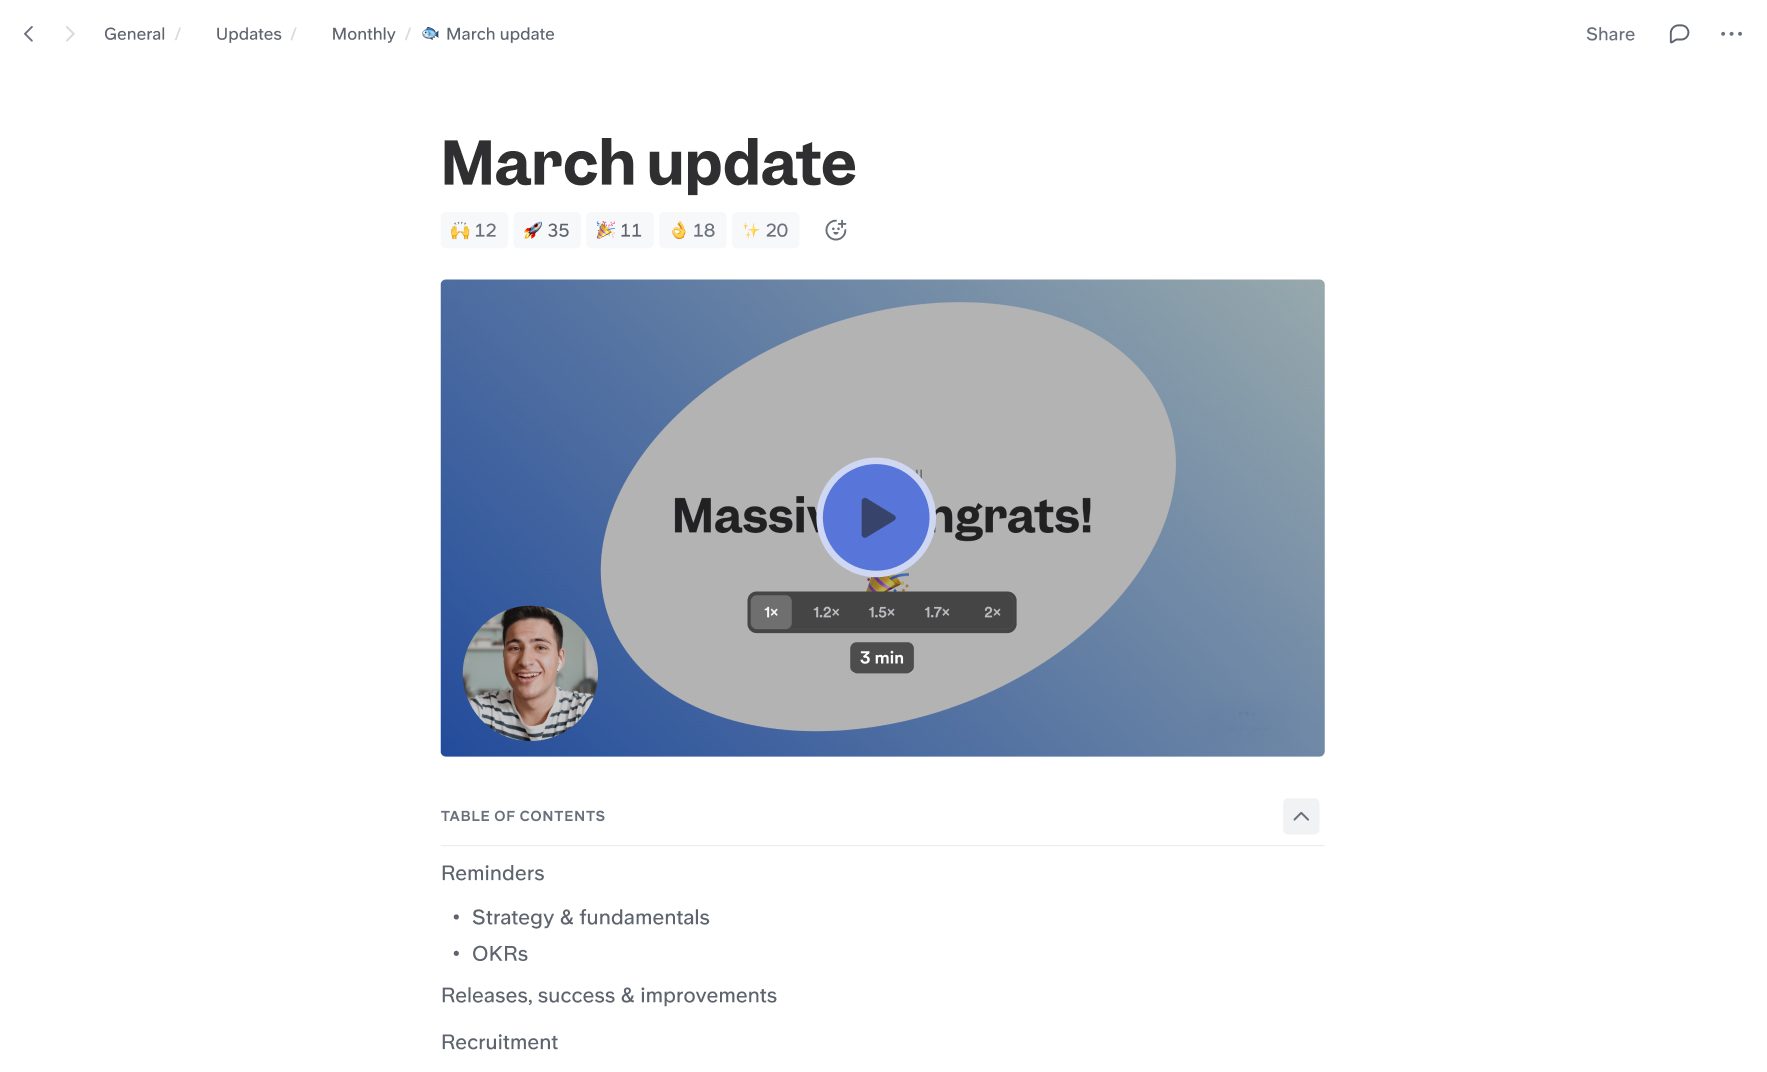 General / Updates / Monthly / March update
Share
March update
12 35 11 18 20
Massiv ngrats!
1× 1.2× 1.5× 1.7× 2×
3 min
TABLE OF CONTENTS
Reminders
• Strategy & fundamentals
• OKRs
Releases, success & improvements
Recruitment